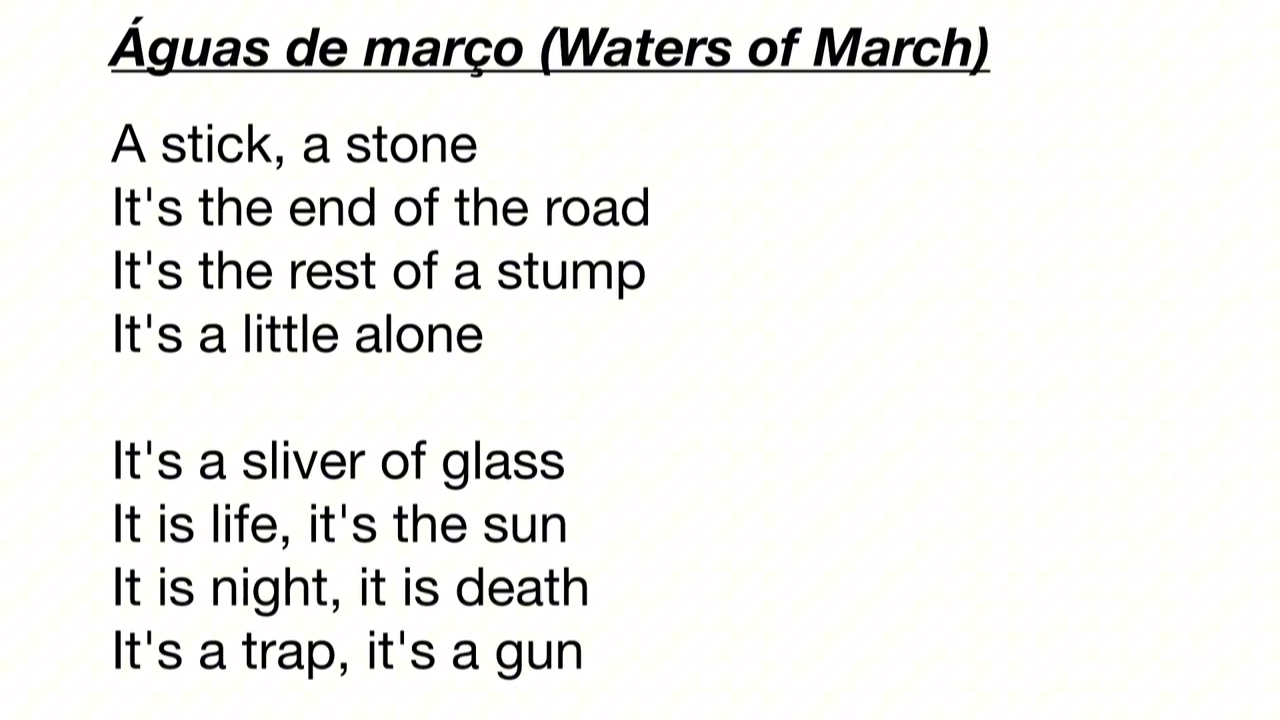 Águas de março (Waters of March)
A stick, a stone
It's the end of the road
It's the rest of a stump
It's a little alone
It's a sliver of glass
It is life, it's the sun
It is night, it is death
It's a trap, it's a gun